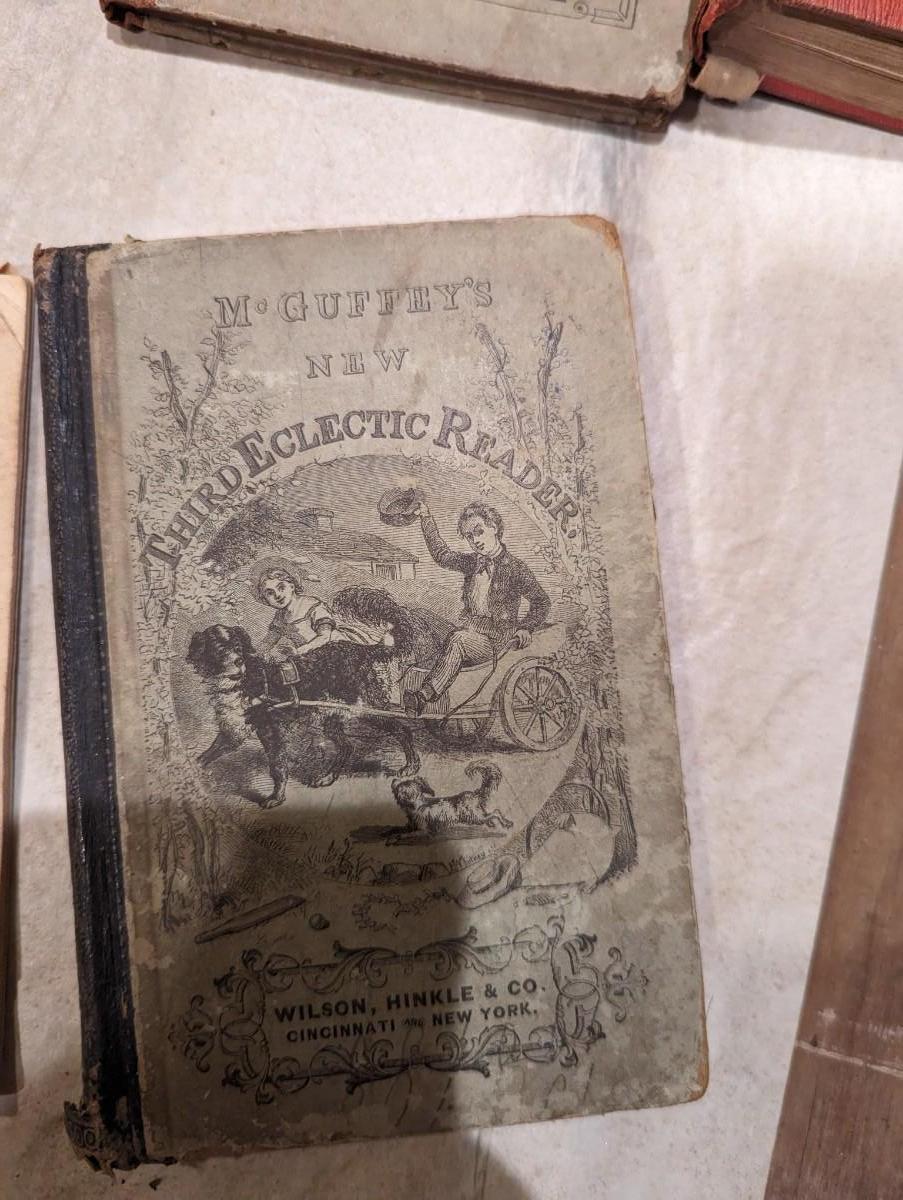 McGUFFEY'S
NEW
THIRD ECLECTIC READER.
WILSON, HINKLE & CO.
CINCINNATI AND NEW YORK.